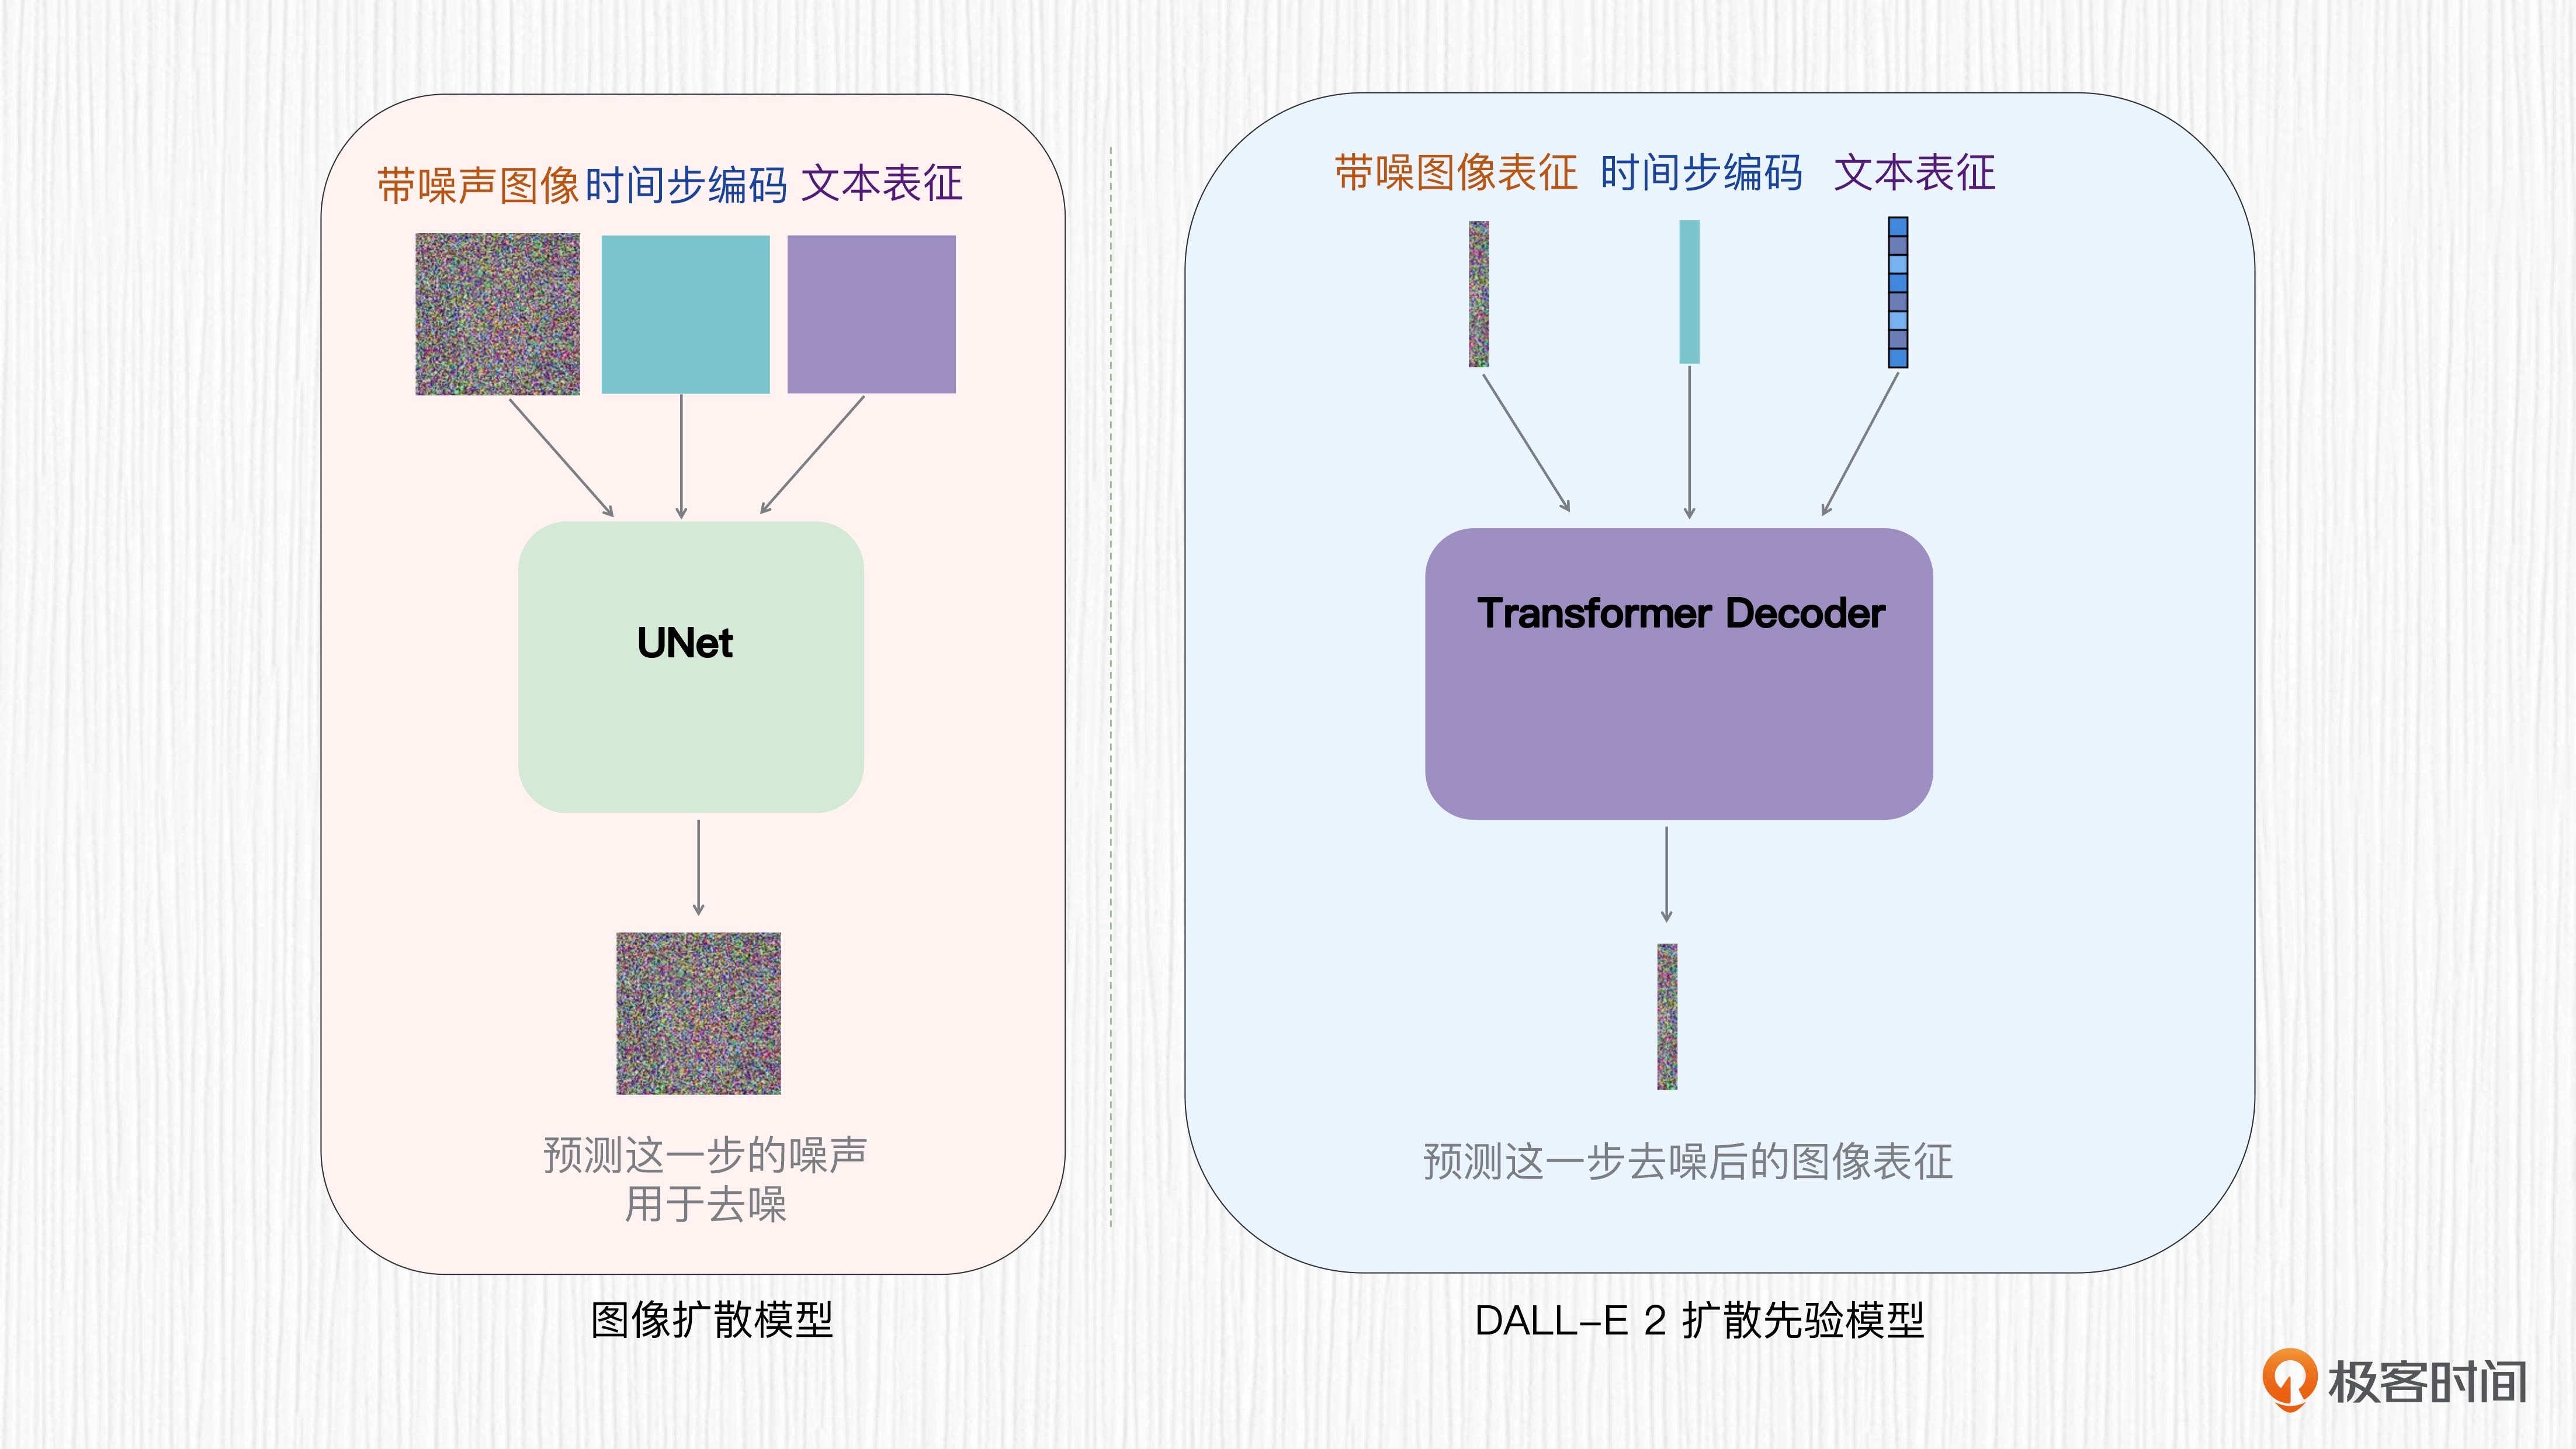 带噪声图像 时间步编码 文本表征
UNet
预测这一步的噪声
用于去噪
图像扩散模型
带噪图像表征 时间步编码 文本表征
Transformer Decoder
预测这一步去噪后的图像表征
DALL-E 2 扩散先验模型
极客时间